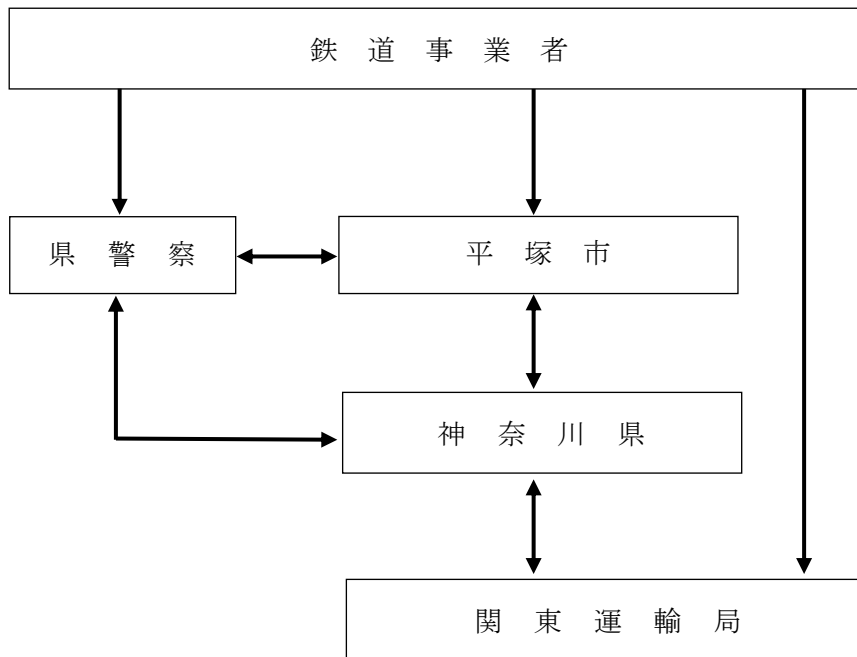 鉄道事業者
県警察
平塚市
神奈川県
関東運輸局